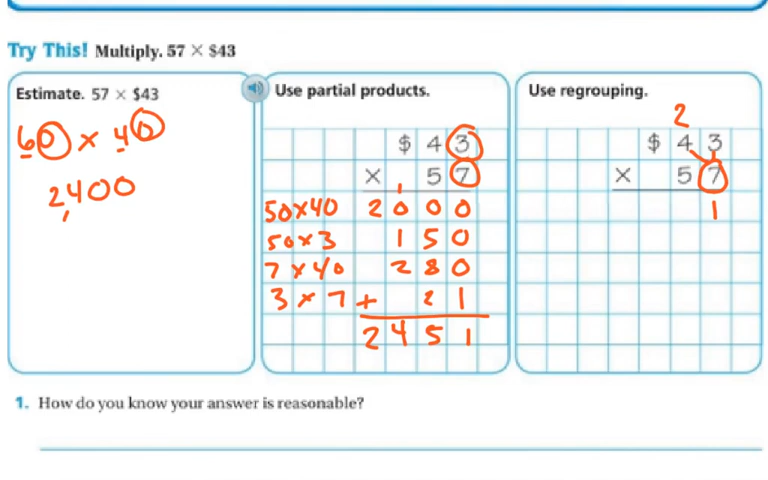 Try This! Multiply. 57 × $43
Estimate. 57 × $43
60 × 40
2,400
Use partial products.
1
$ 4 3
× 5 7
50×40 2 0 0 0
50×3 1 5 0
7×40 2 8 0
3×7 + 2 1
2 4 5 1
Use regrouping.
2
$ 4 3
× 5 7
1
1. How do you know your answer is reasonable?